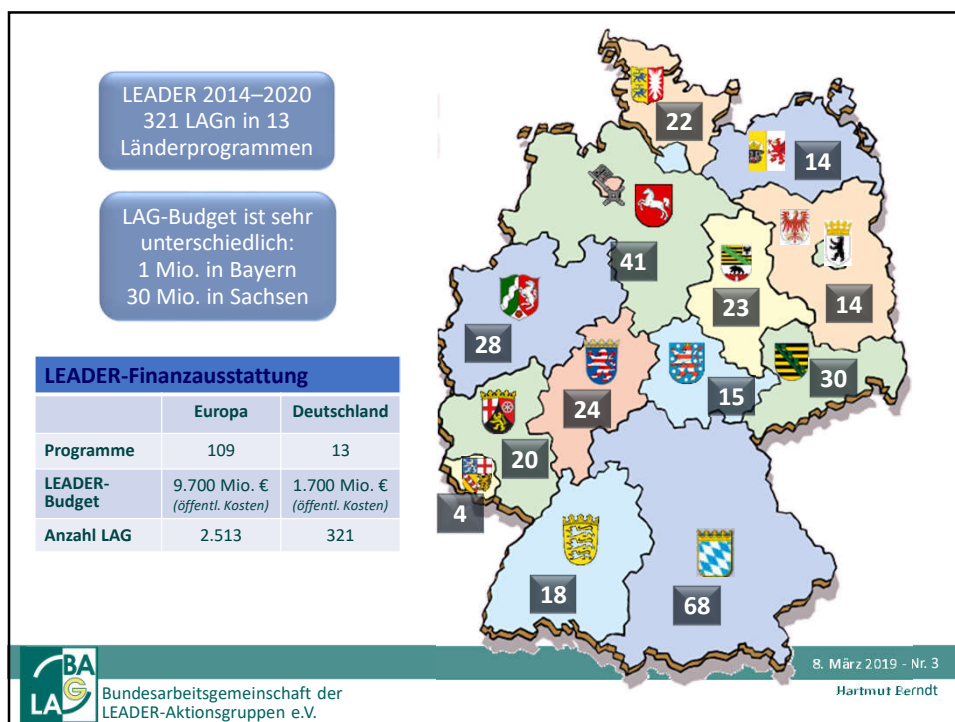 LEADER 2014–2020
321 LAGn in 13
Länderprogrammen
LAG-Budget ist sehr
unterschiedlich:
1 Mio. in Bayern
30 Mio. in Sachsen
LEADER-Finanzausstattung
Europa Deutschland
Programme 109 13
LEADER-Budget 9.700 Mio. € 1.700 Mio. €
(öffentl. Kosten) (öffentl. Kosten)
Anzahl LAG 2.513 321
22
14
41
23
14
28
30
15
24
20
4
18
68
BAG
LAG
Bundesarbeitsgemeinschaft der
LEADER-Aktionsgruppen e.V.
8. März 2019 - Nr. 3
Hartmut Berndt